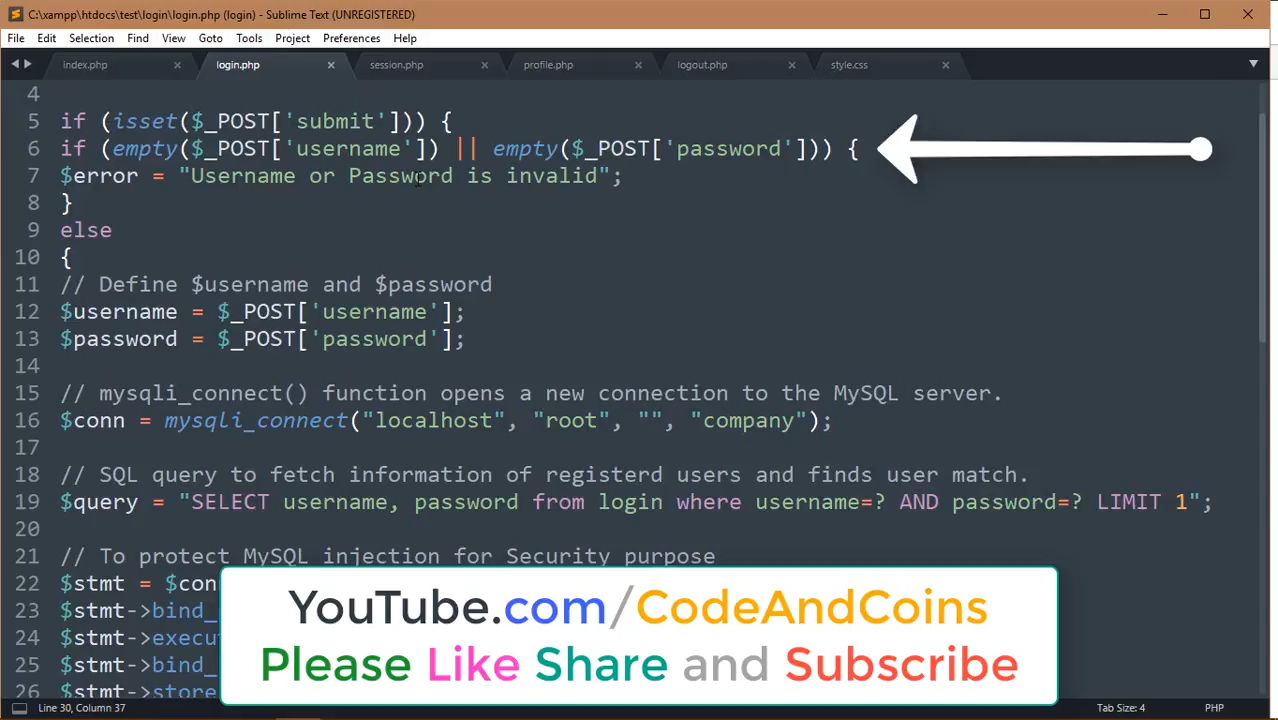 C:\xampp\htdocs\test\login\login.php (login) - Sublime Text (UNREGISTERED)
File Edit Selection Find View Goto Tools Project Preferences Help
index.php login.php session.php profile.php logout.php style.css
4
5 if (isset($_POST['submit'])) {
6 if (empty($_POST['username']) || empty($_POST['password'])) {
7 $error = "Username or Password is invalid";
8 }
9 else
10 {
11 // Define $username and $password
12 $username = $_POST['username'];
13 $password = $_POST['password'];
14
15 // mysqli_connect() function opens a new connection to the MySQL server.
16 $conn = mysqli_connect("localhost", "root", "", "company");
17
18 // SQL query to fetch information of registerd users and finds user match.
19 $query = "SELECT username, password from login where username=? AND password=? LIMIT 1";
20
21 // To protect MySQL injection for Security purpose
22 $stmt = $con
23 $stmt->bind_
24 $stmt->execu
25 $stmt->bind_
26 $stmt->store
YouTube.com/CodeAndCoins
Please Like Share and Subscribe
Line 30, Column 37 Tab Size: 4 PHP